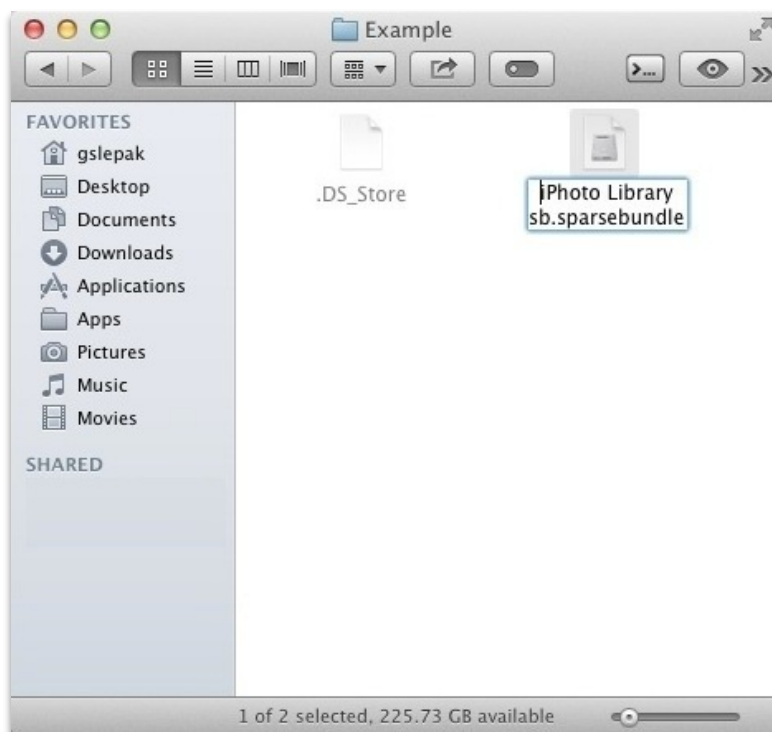 Example
>_...
»
FAVORITES
gslepak
Desktop
Documents
Downloads
Applications
Apps
Pictures
Music
Movies
SHARED
.DS_Store
iPhoto Library
sb.sparsebundle
1 of 2 selected, 225.73 GB available